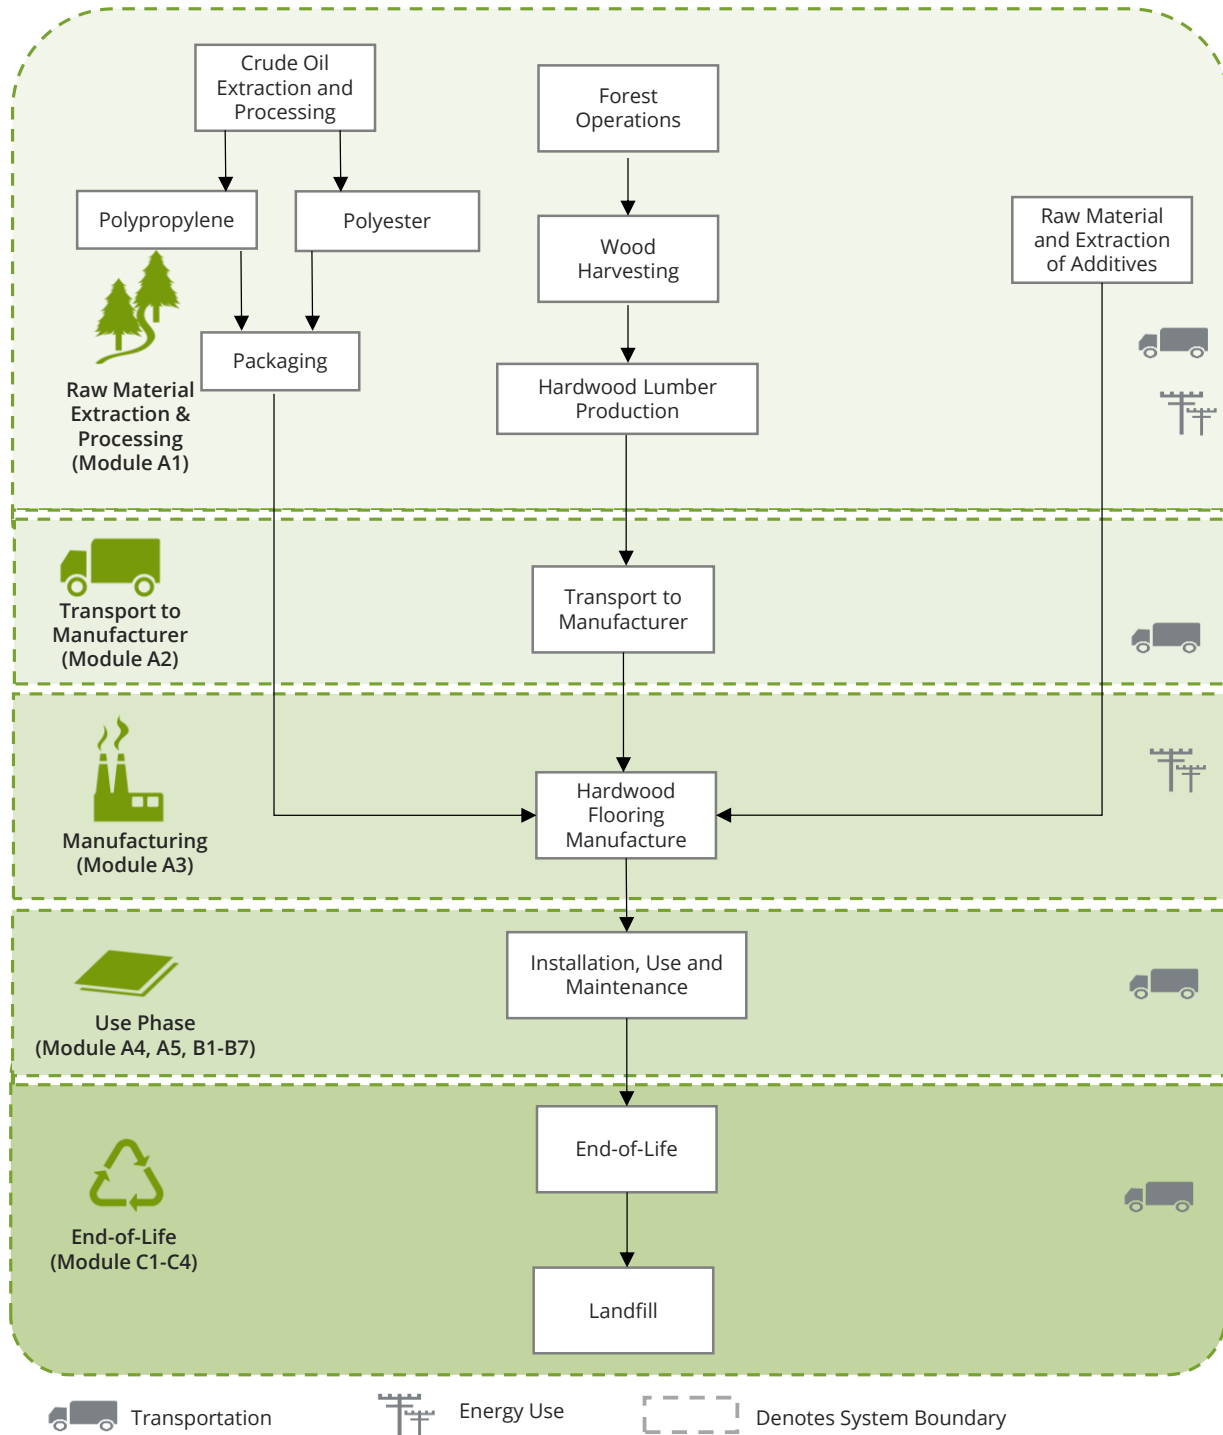 Crude Oil
Extraction and
Processing
Forest
Operations
Polypropylene
Polyester
Raw Material
and Extraction
of Additives
Wood
Harvesting
Packaging
Hardwood Lumber
Production
Raw Material
Extraction &
Processing
(Module A1)
Transport to
Manufacturer
(Module A2)
Transport to
Manufacturer
Hardwood
Flooring
Manufacture
Manufacturing
(Module A3)
Installation, Use and
Maintenance
Use Phase
(Module A4, A5, B1-B7)
End-of-Life
End-of-Life
(Module C1-C4)
Landfill
Transportation
Energy Use
Denotes System Boundary